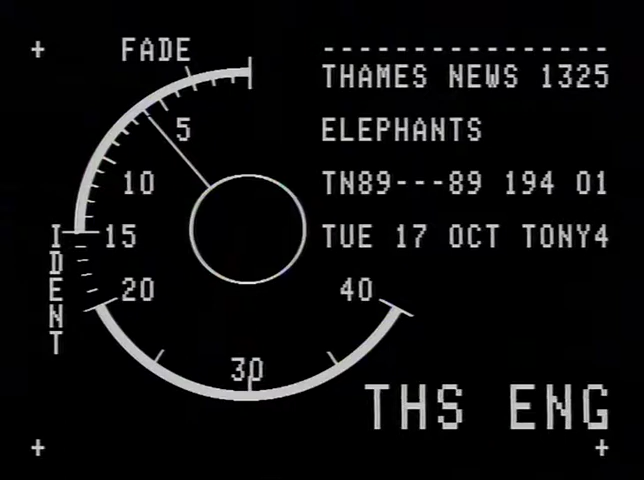 FADE
----------------
THAMES NEWS 1325
5
ELEPHANTS
10
TN89---89 194 01
IDENT
15
TUE 17 OCT TONY4
20
40
30
THS ENG